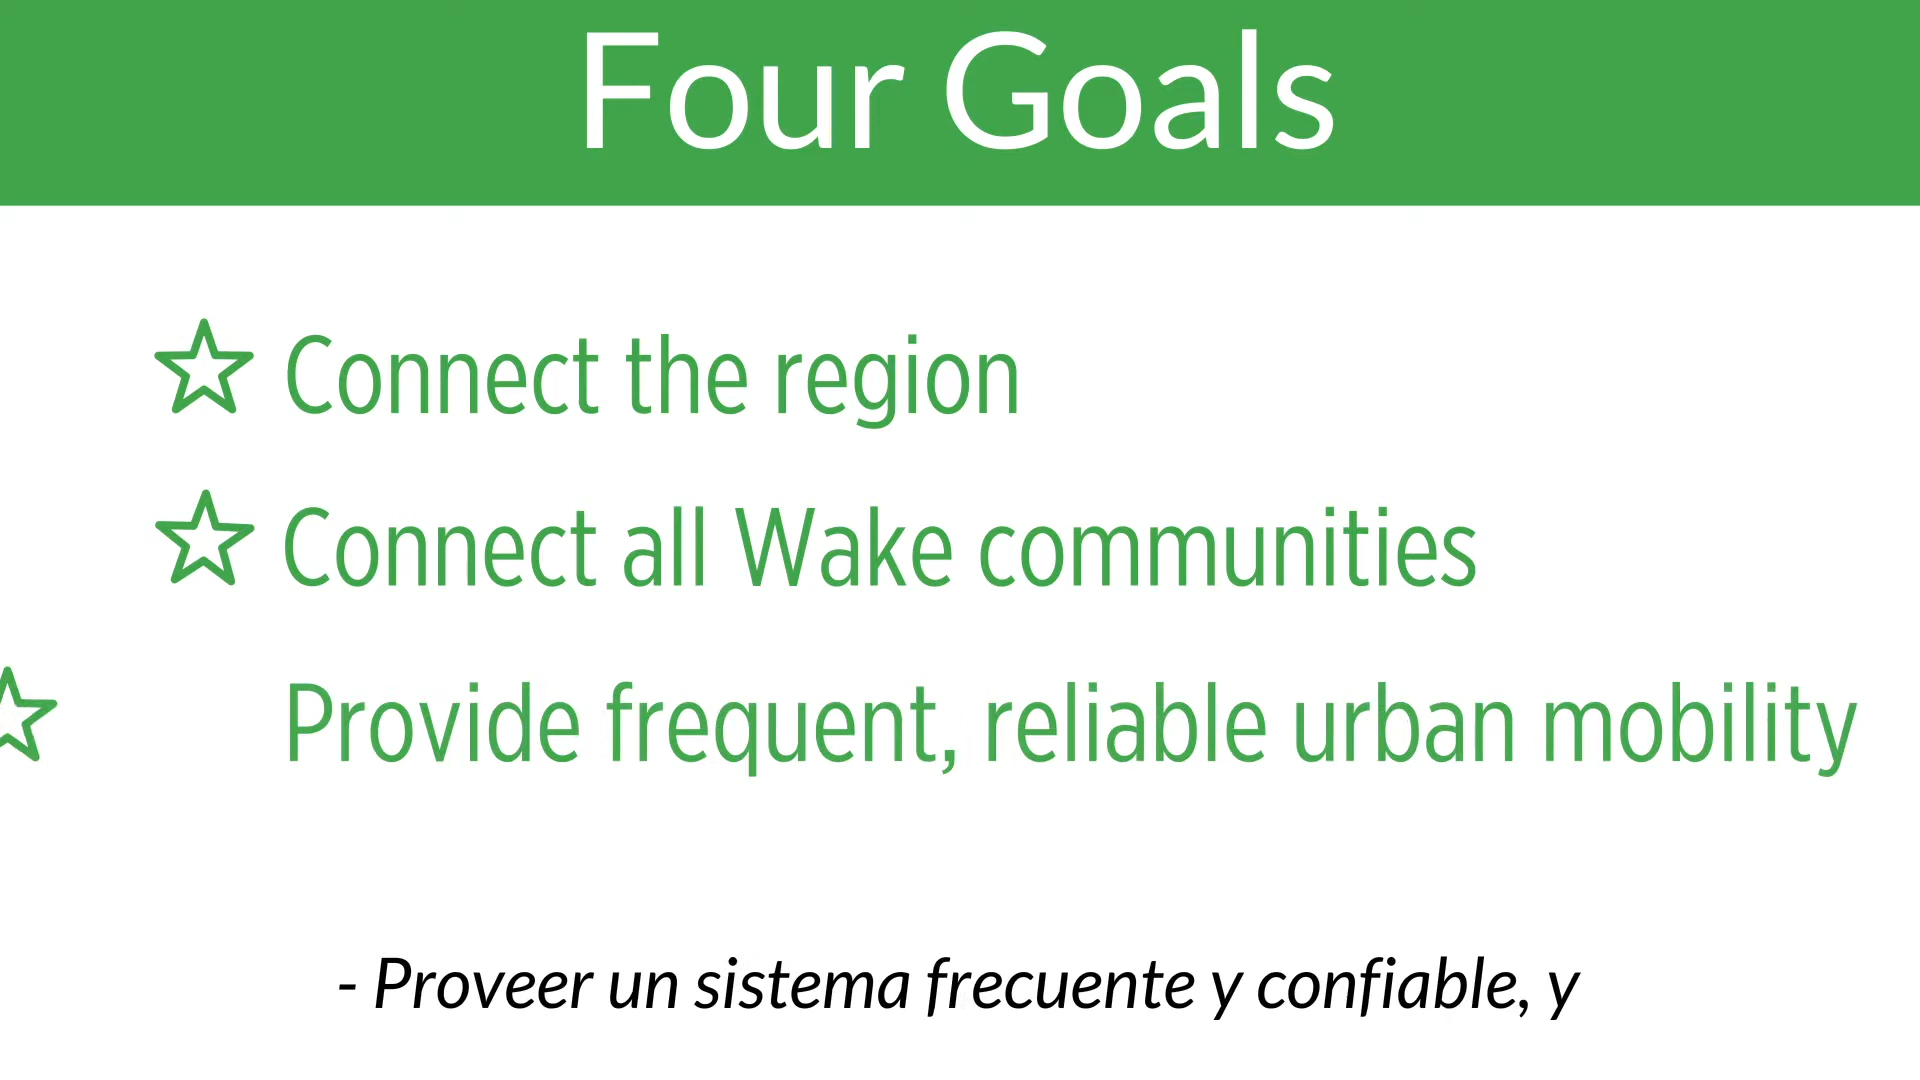 Four Goals
Connect the region
Connect all Wake communities
Provide frequent, reliable urban mobility
- Proveer un sistema frecuente y confiable, y